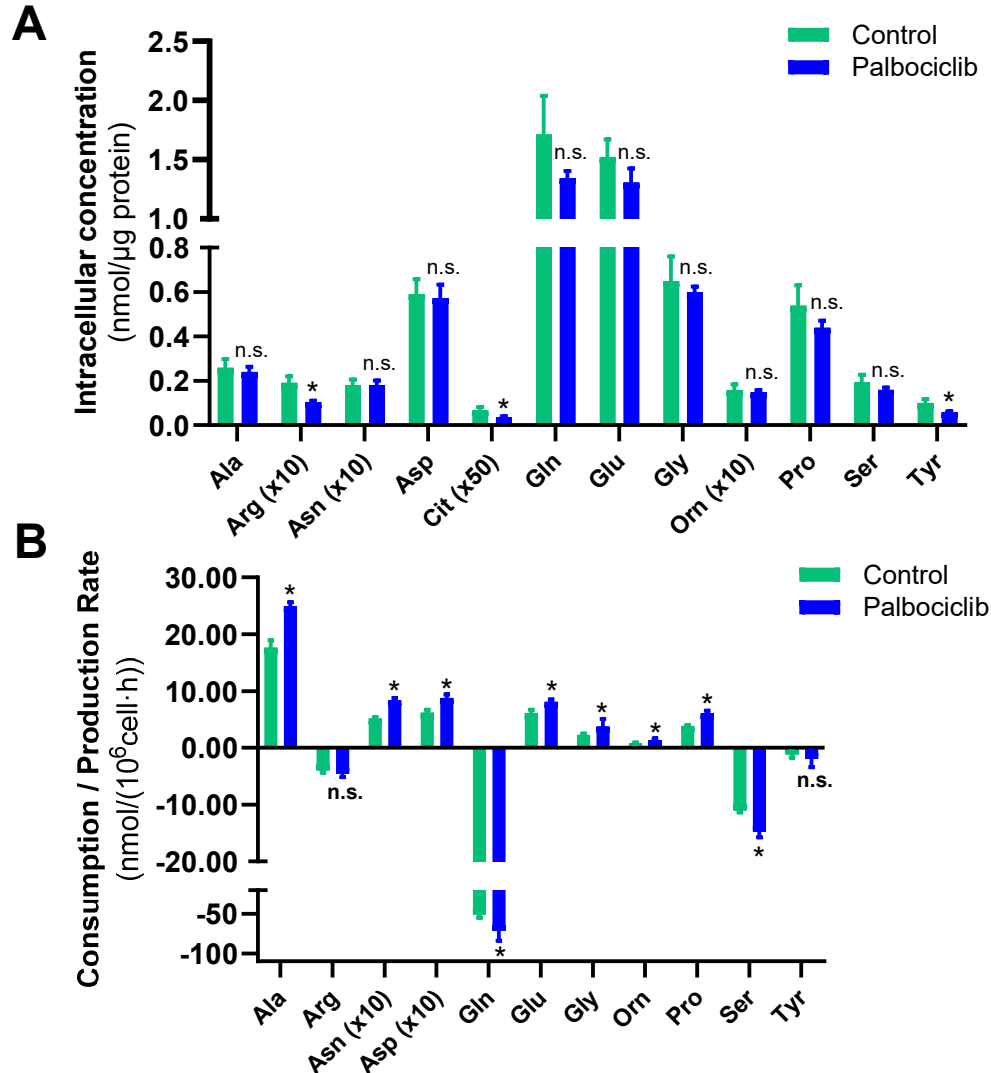 A
Control
Palbociclib
Intracellular concentration
(nmol/µg protein)
2.5
2.0
1.5
1.0
0.8
0.6
0.4
0.2
0.0
n.s.
*
n.s.
n.s.
*
n.s.
n.s.
n.s.
n.s.
n.s.
n.s.
*
Ala
Arg (x10)
Asn (x10)
Asp
Cit (x50)
Gln
Glu
Gly
Orn (x10)
Pro
Ser
Tyr
B
Control
Palbociclib
Consumption / Production Rate
(nmol/(10⁶cell·h))
30.00
20.00
10.00
0.00
-10.00
-20.00
-50
-100
*
n.s.
*
*
*
*
*
*
*
*
n.s.
Ala
Arg
Asn (x10)
Asp (x10)
Gln
Glu
Gly
Orn
Pro
Ser
Tyr